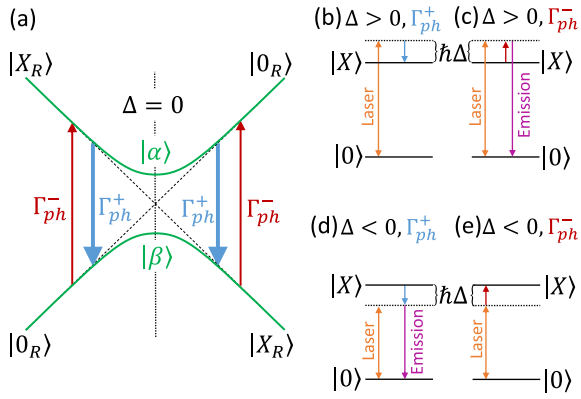 (a)
|X_R⟩
|0_R⟩
Δ = 0
|α⟩
Γ_ph^−
Γ_ph^+
Γ_ph^+
Γ_ph^−
|β⟩
|0_R⟩
|X_R⟩
(b) Δ > 0, Γ_ph^+
|X⟩
ħΔ
Laser
|0⟩
(c) Δ > 0, Γ_ph^−
|X⟩
Laser
Emission
|0⟩
(d) Δ < 0, Γ_ph^+
|X⟩
ħΔ
Laser
Emission
|0⟩
(e) Δ < 0, Γ_ph^−
|X⟩
Laser
|0⟩